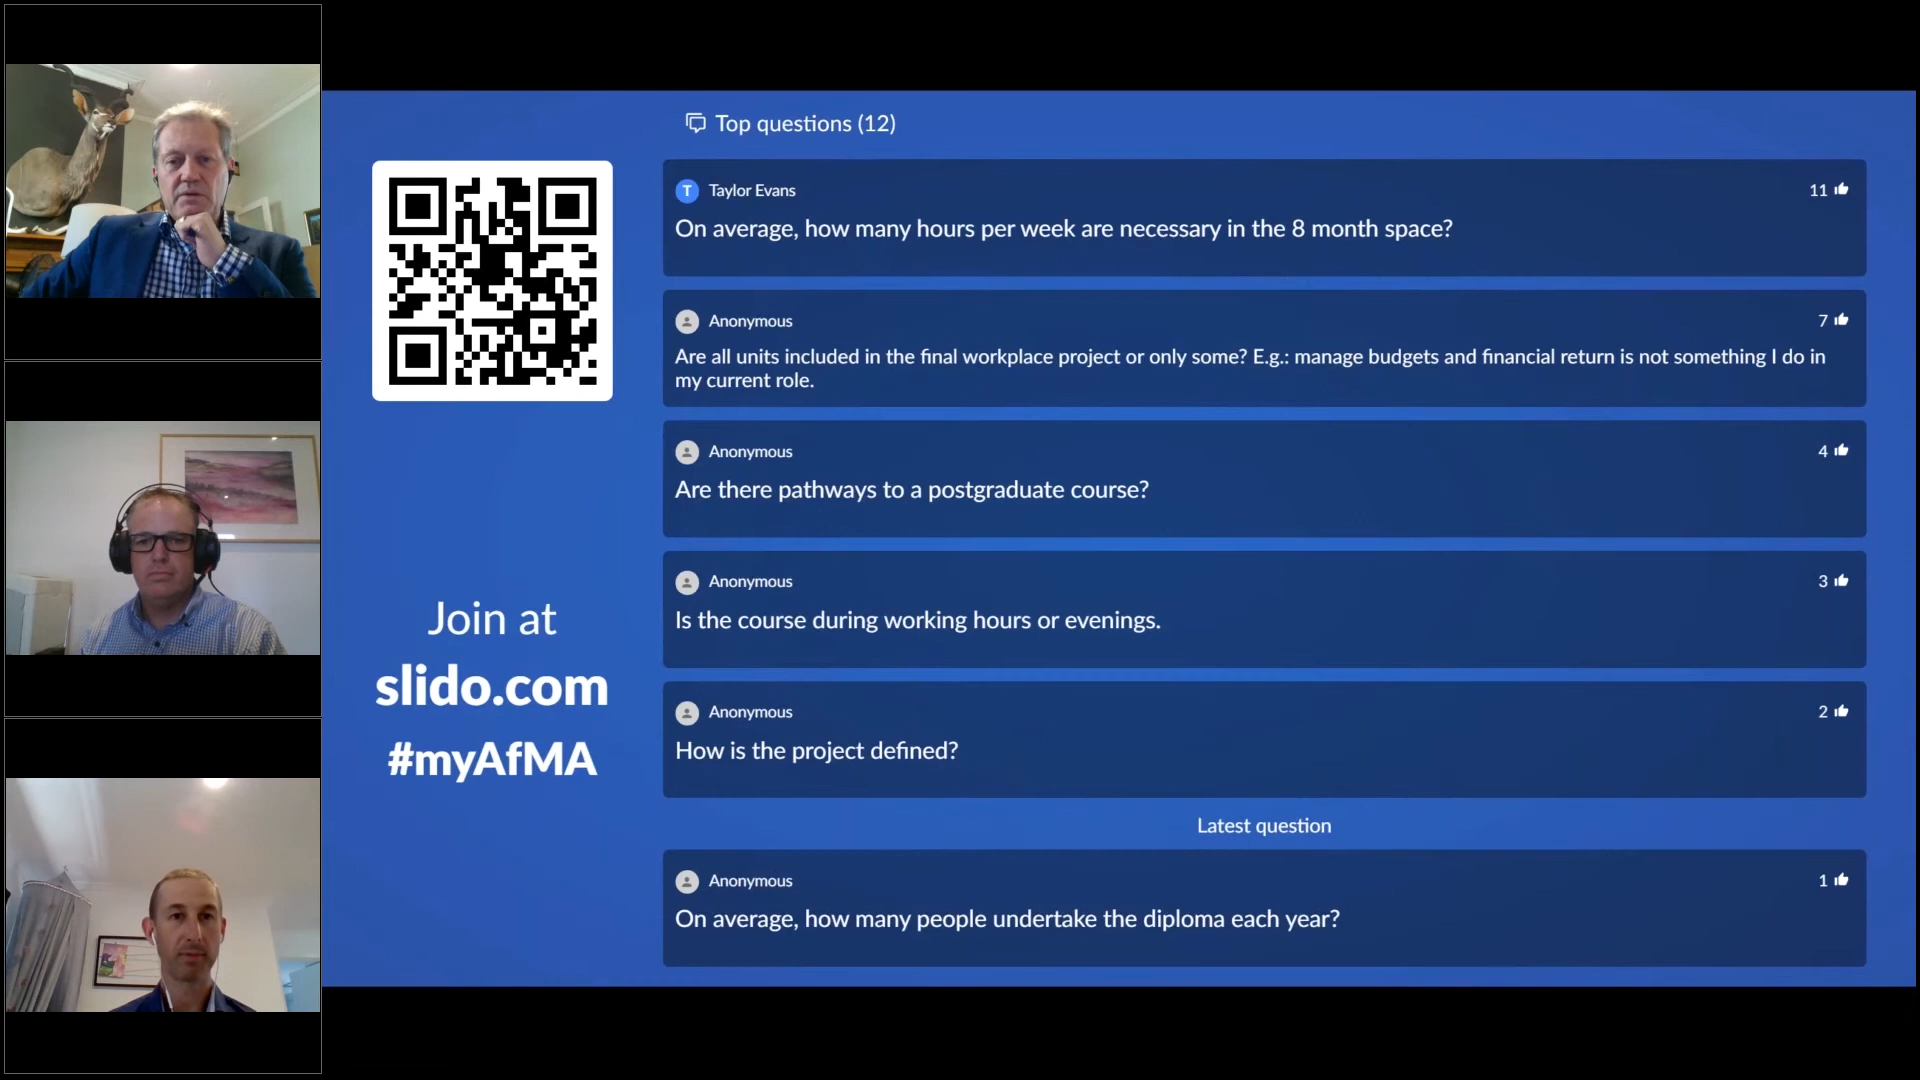 Top questions (12)
T Taylor Evans 11
On average, how many hours per week are necessary in the 8 month space?
Anonymous 7
Are all units included in the final workplace project or only some? E.g.: manage budgets and financial return is not something I do in
my current role.
Anonymous 4
Are there pathways to a postgraduate course?
Anonymous 3
Is the course during working hours or evenings.
Anonymous 2
How is the project defined?
Latest question
Anonymous 1
On average, how many people undertake the diploma each year?
Join at
slido.com
#myAfMA